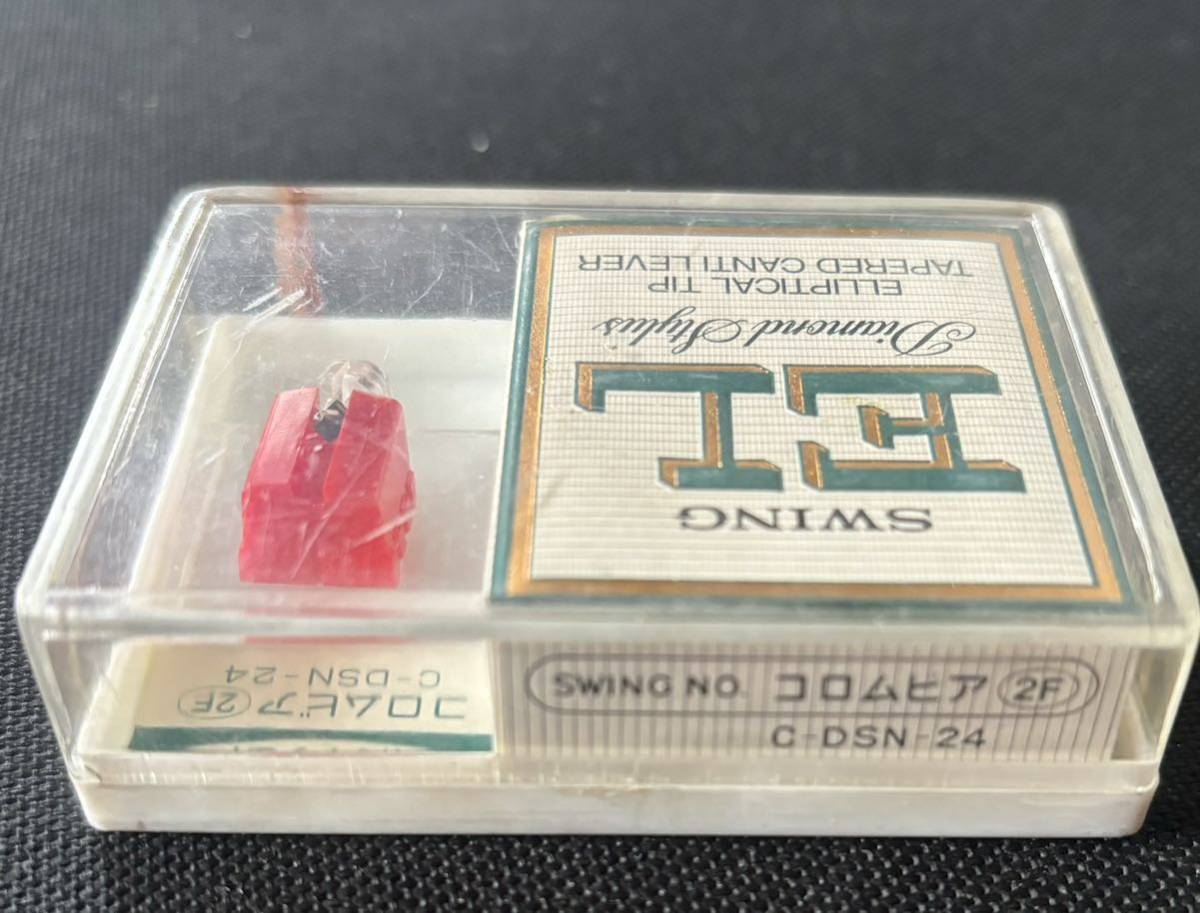 SWING
EL
Diamond Stylus
ELLIPTICAL TIP
TAPERED CANTILEVER
コロムビア 2F
C-DSN-24
SWING NO. コロムビア 2F
C-DSN-24